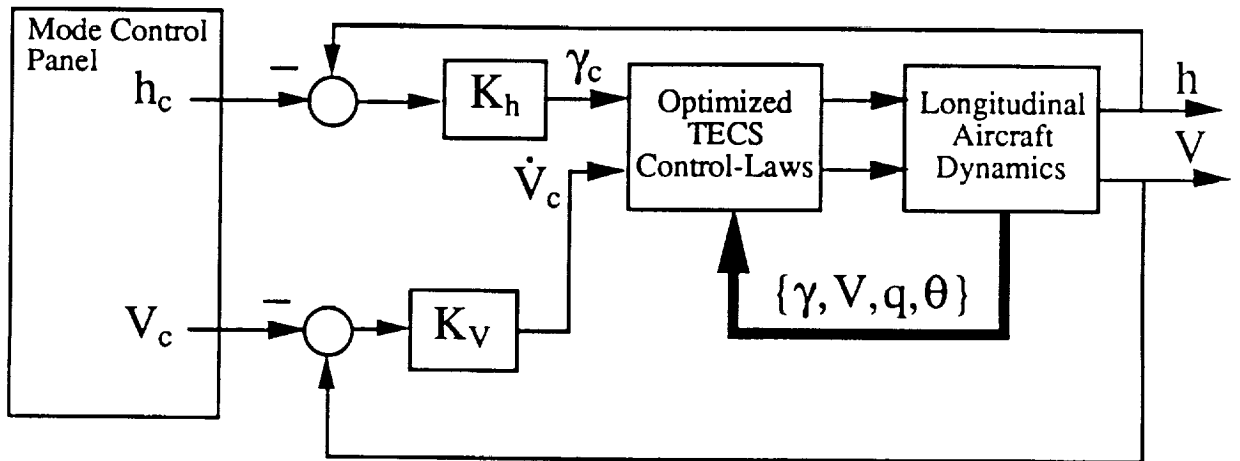 Mode Control
Panel
h_c
−
K_h
γ_c
Optimized
TECS
Control-Laws
Longitudinal
Aircraft
Dynamics
h
V
V̇_c
{γ, V, q, θ}
V_c
−
K_V